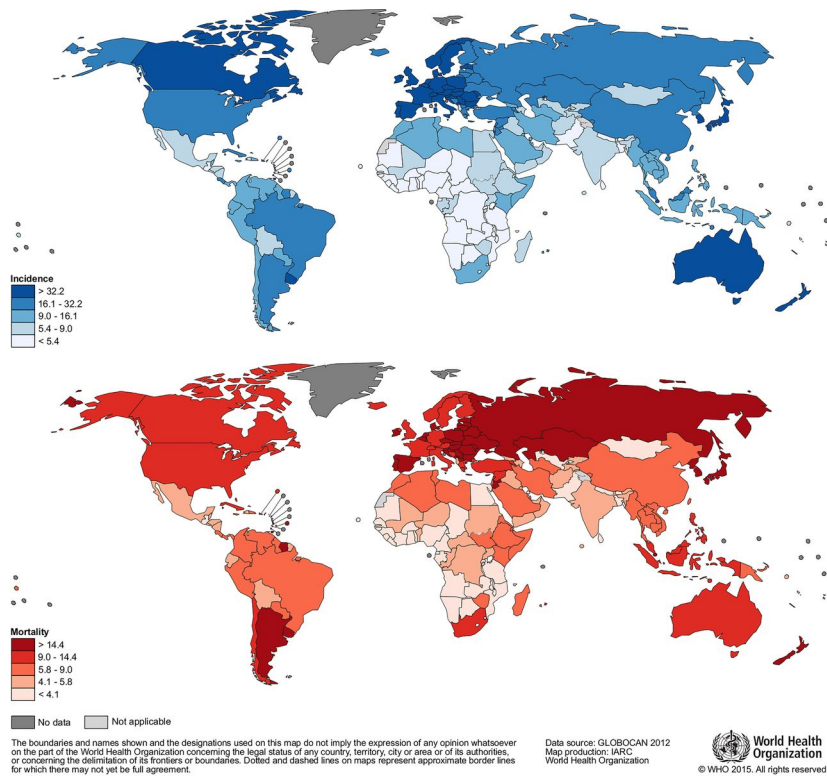 Incidence
> 32.2
16.1 - 32.2
9.0 - 16.1
5.4 - 9.0
< 5.4
Mortality
> 14.4
9.0 - 14.4
5.8 - 9.0
4.1 - 5.8
< 4.1
No data
Not applicable
The boundaries and names shown and the designations used on this map do not imply the expression of any opinion whatsoever
on the part of the World Health Organization concerning the legal status of any country, territory, city or area or of its authorities,
or concerning the delimitation of its frontiers or boundaries. Dotted and dashed lines on maps represent approximate border lines
for which there may not yet be full agreement.
Data source: GLOBOCAN 2012
Map production: IARC
World Health
Organization
© WHO 2015. All rights reserved